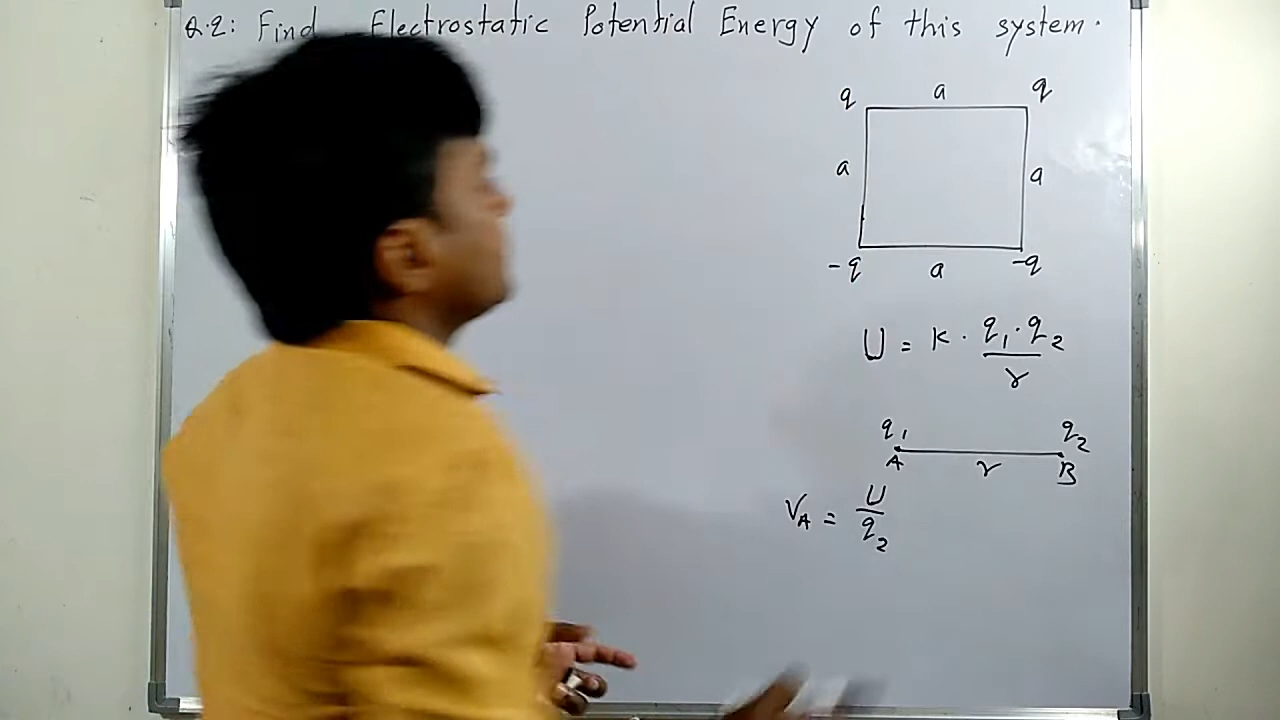 Q.2: Find Electrostatic Potential Energy of this system.
q a q
a a
-q a -q
U = K · q₁·q₂/r
q₁ q₂
A r B
V_A = U/q₂